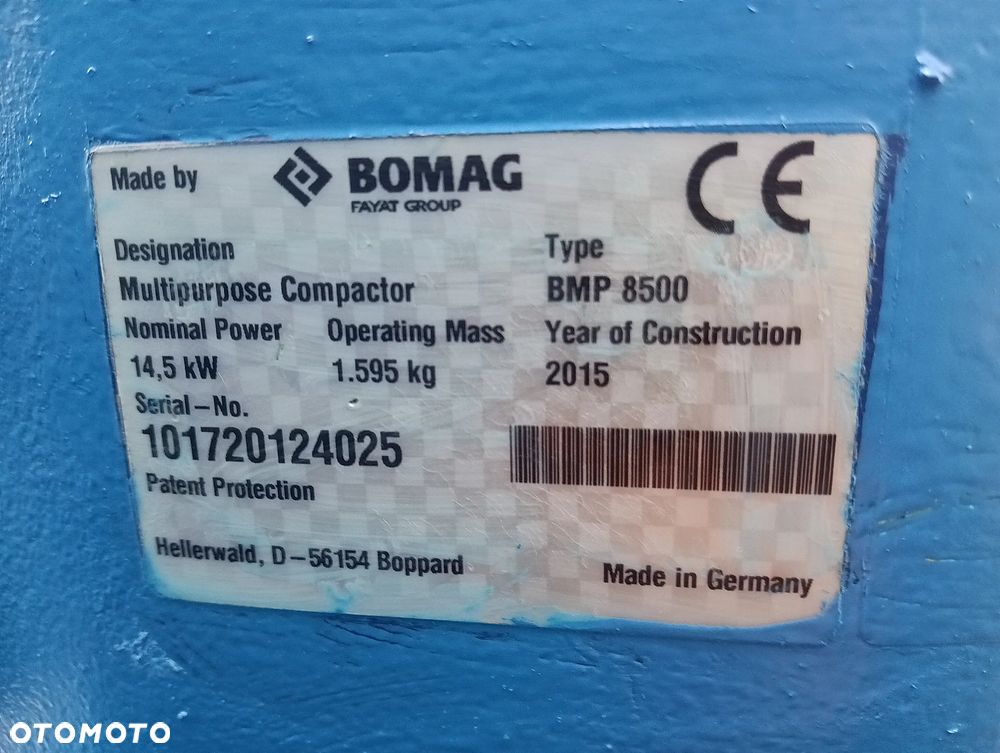 Made by BOMAG CE
FAYAT GROUP
Designation Type
Multipurpose Compactor BMP 8500
Nominal Power Operating Mass Year of Construction
14,5 kW 1.595 kg 2015
Serial-No.
101720124025
Patent Protection
Hellerwald, D-56154 Boppard
Made in Germany
OTOMOTO